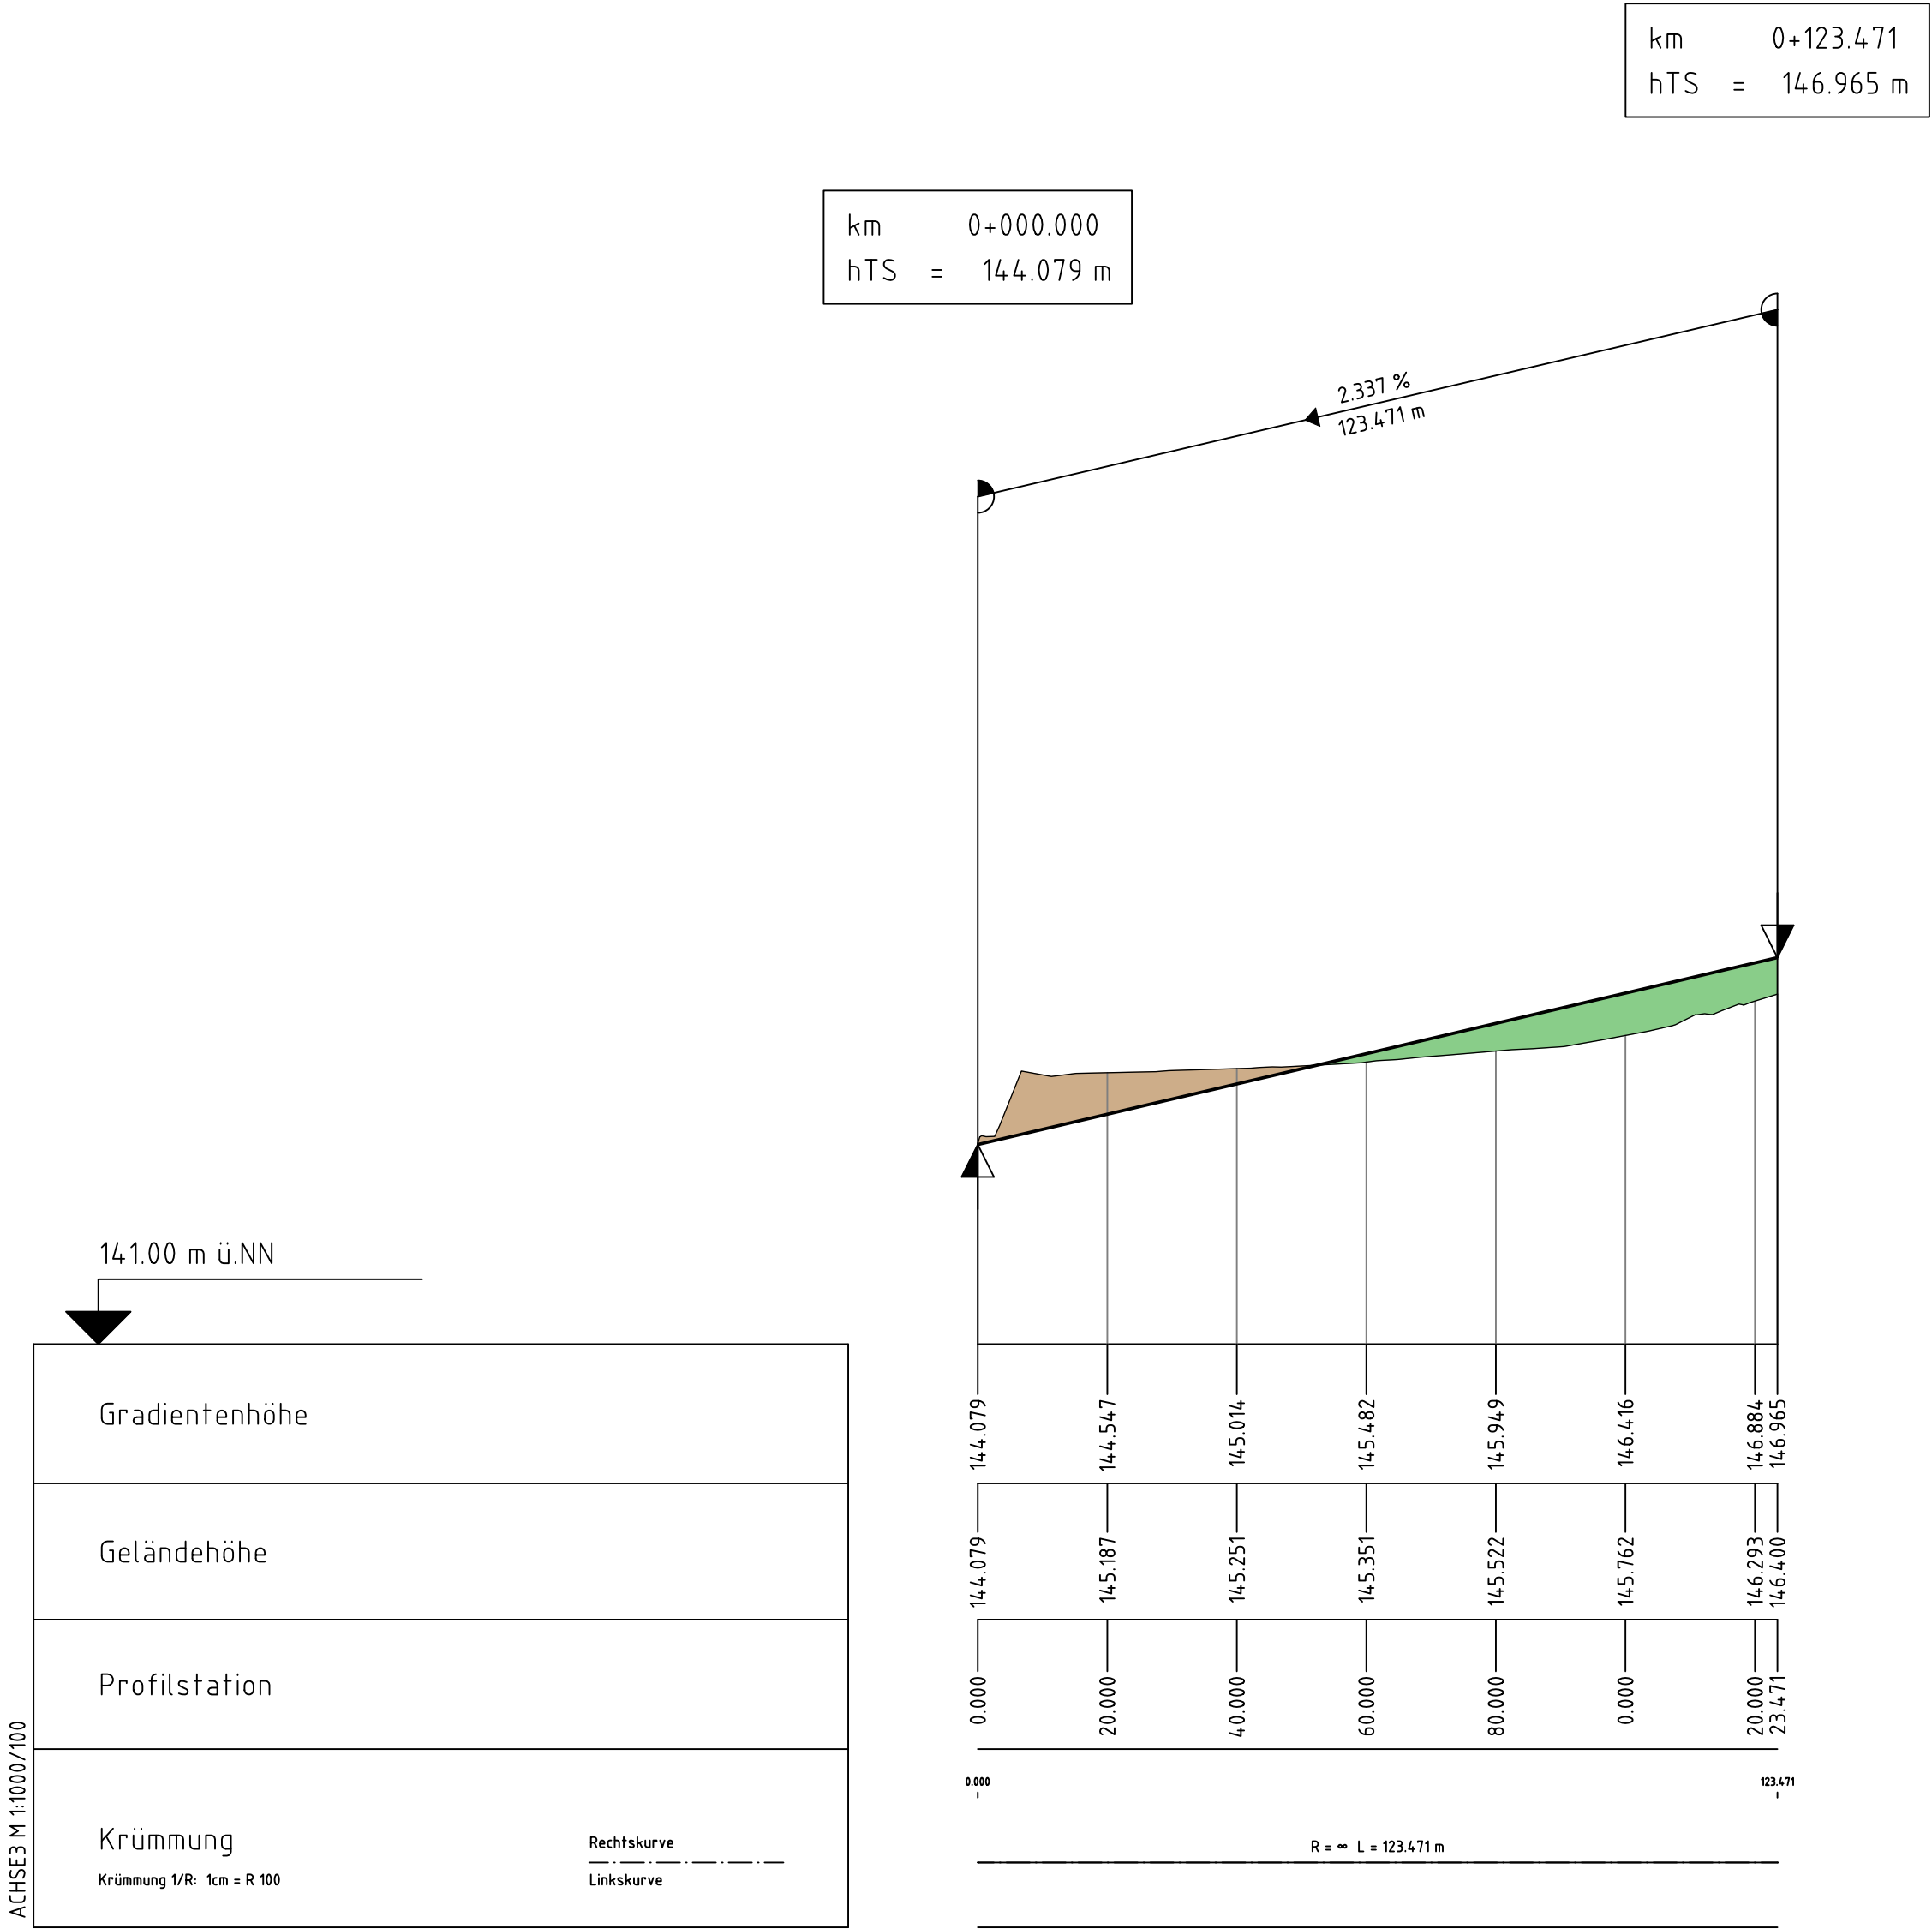 km 0+123.471
hTS = 146.965 m
km 0+000.000
hTS = 144.079 m
2.337 %
123.471 m
141.00 m ü.NN
Gradientenhöhe
144.079 144.547 145.014 145.482 145.949 146.416 146.884 146.965
Geländehöhe
144.079 145.187 145.251 145.351 145.522 145.762 146.293 146.400
Profilstation
0.000 20.000 40.000 60.000 80.000 0.000 20.000 23.471
0.000 123.471
Krümmung
Krümmung 1/R: 1cm = R 100
Rechtskurve
Linkskurve
R = ∞ L = 123.471 m
ACHSE3 M 1:1000/100